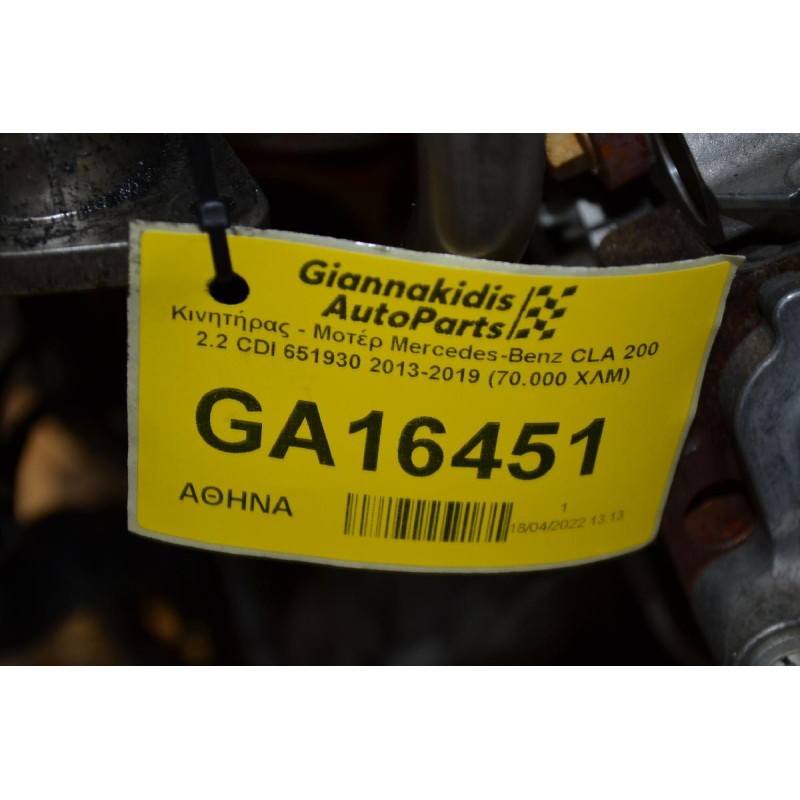 Giannakidis
AutoParts
Κινητήρας - Μοτέρ Mercedes-Benz CLA 200
2.2 CDI 651930 2013-2019 (70.000 ΧΛΜ)
GA16451
ΑΘΗΝΑ
1
18/04/2022 13:13